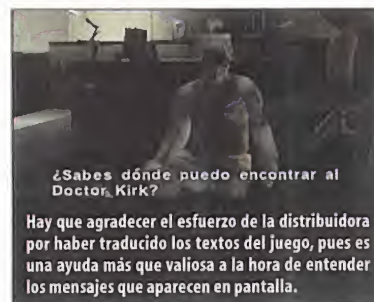 ¿Sabes dónde puedo encontrar al
Doctor Kirk?
Hay que agradecer el esfuerzo de la distribuidora
por haber traducido los textos del juego, pues es
una ayuda más que valiosa a la hora de entender
los mensajes que aparecen en pantalla.